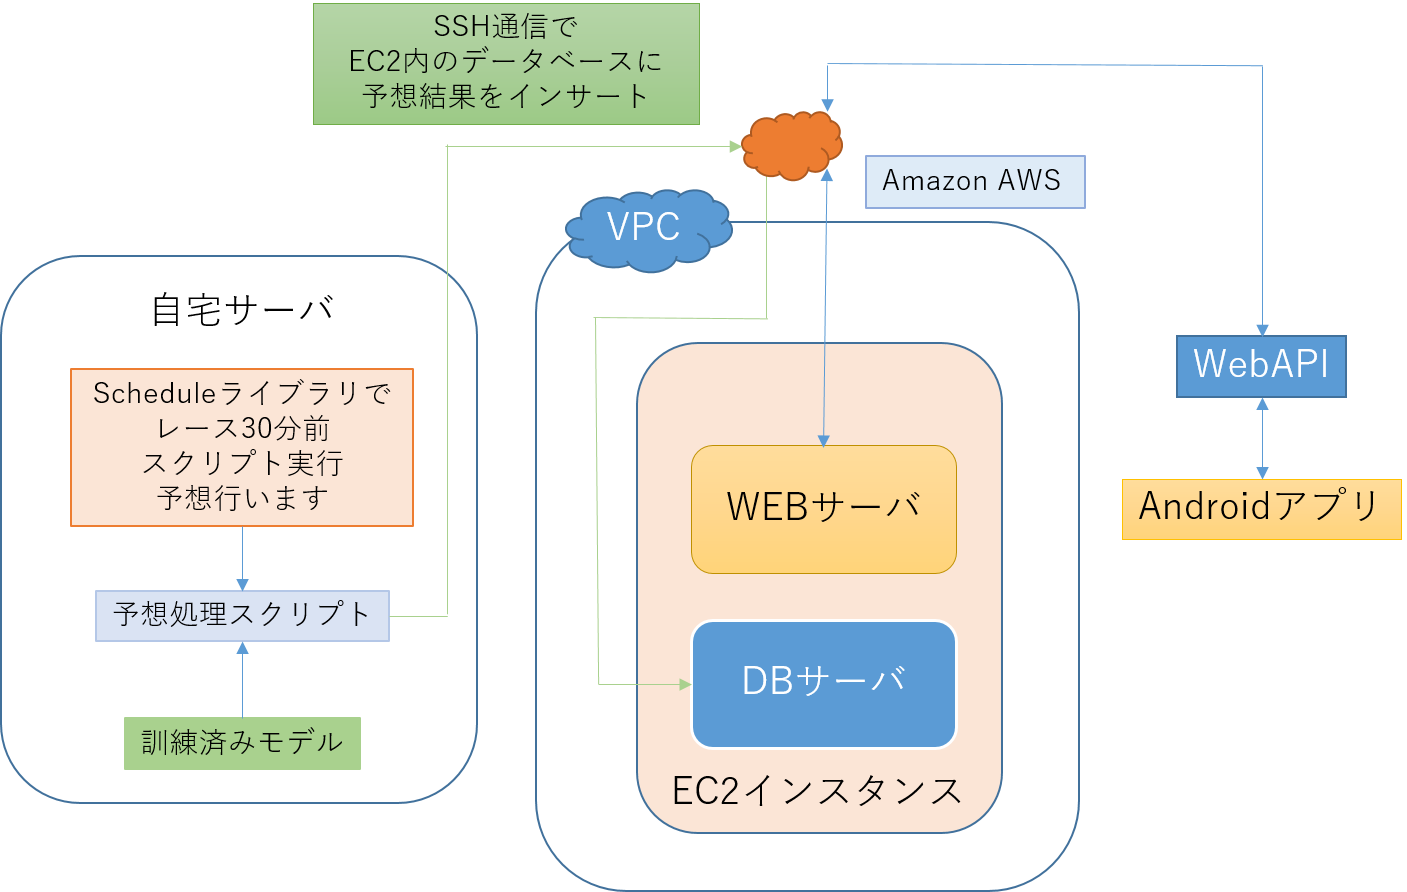 SSH通信で
EC2内のデータベースに
予想結果をインサート
Amazon AWS
VPC
自宅サーバ
Scheduleライブラリで
レース30分前
スクリプト実行
予想行います
予想処理スクリプト
訓練済みモデル
WEBサーバ
DBサーバ
EC2インスタンス
WebAPI
Androidアプリ